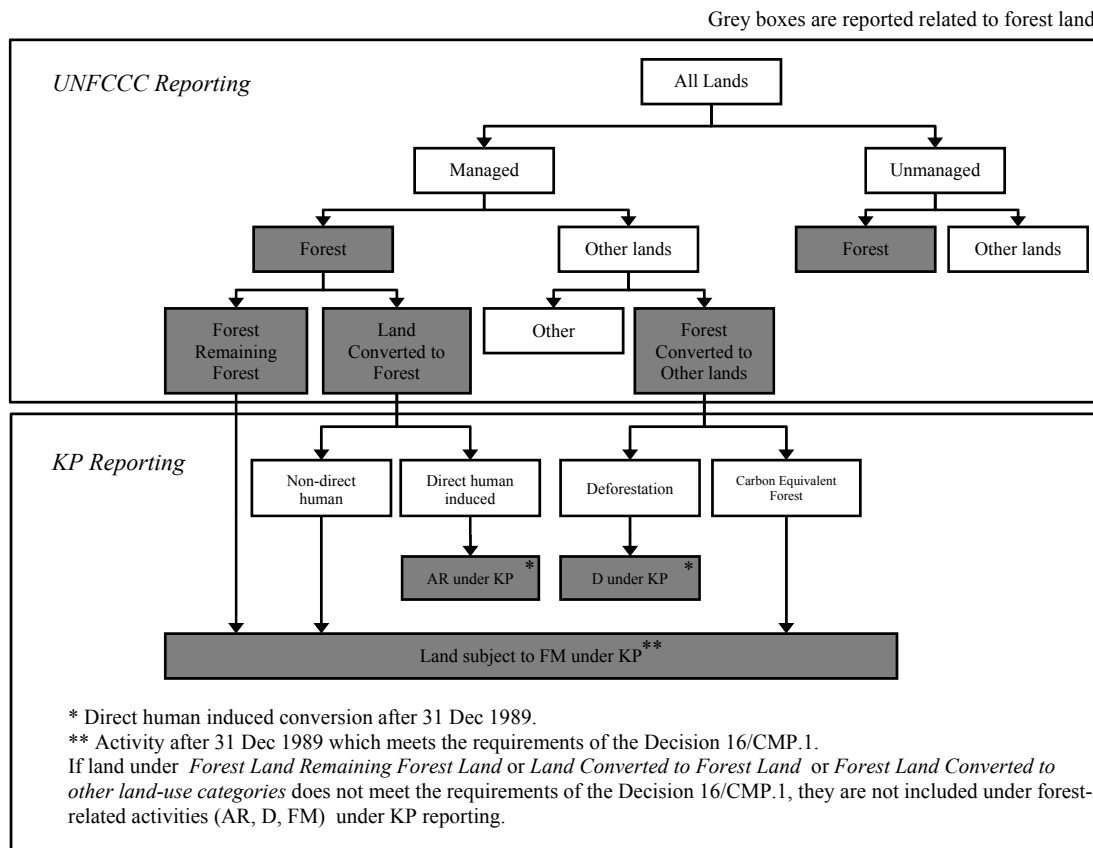 Grey boxes are reported related to forest land
UNFCCC Reporting
All Lands
Managed
Unmanaged
Forest
Other lands
Forest
Other lands
Forest
Remaining
Forest
Land
Converted to
Forest
Other
Forest
Converted to
Other lands
KP Reporting
Non-direct
human
Direct human
induced
Deforestation
Carbon Equivalent
Forest
AR under KP *
D under KP *
Land subject to FM under KP**
* Direct human induced conversion after 31 Dec 1989.
** Activity after 31 Dec 1989 which meets the requirements of the Decision 16/CMP.1.
If land under Forest Land Remaining Forest Land or Land Converted to Forest Land or Forest Land Converted to
other land-use categories does not meet the requirements of the Decision 16/CMP.1, they are not included under forest-
related activities (AR, D, FM) under KP reporting.